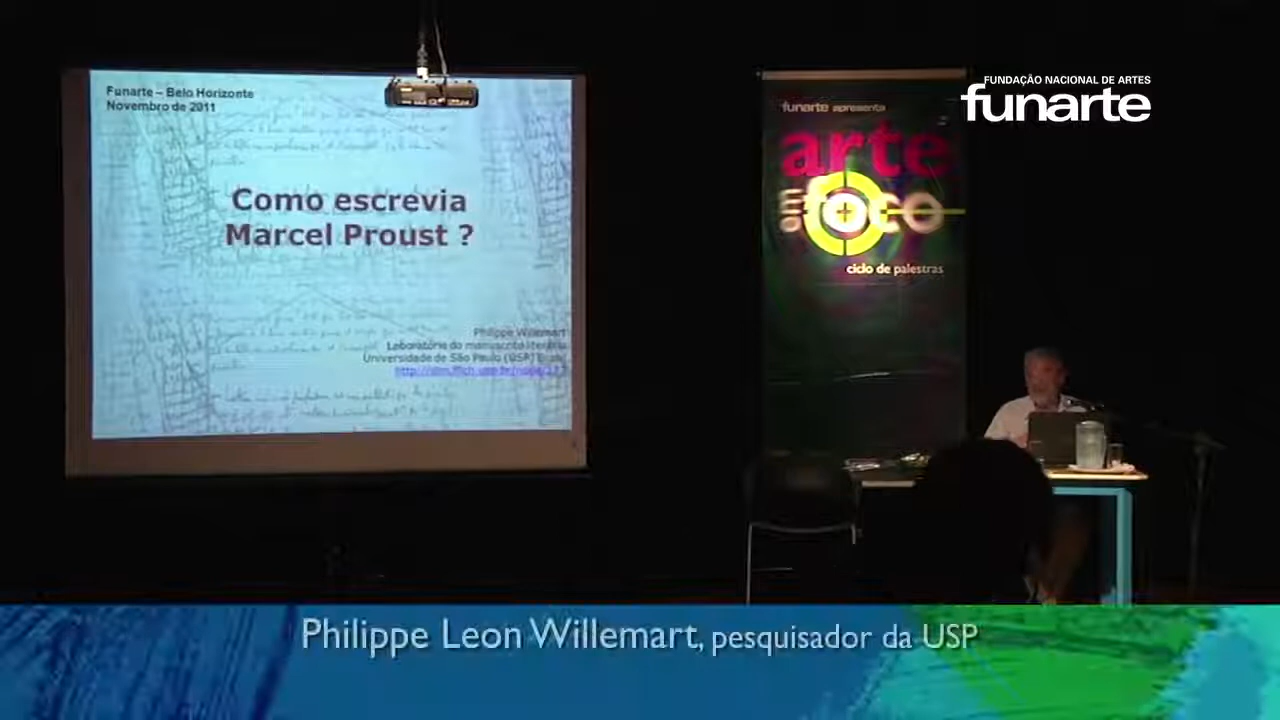 Funarte – Belo Horizonte
Novembro de 2011
Como escrevia
Marcel Proust ?
Philippe Willemart
Laboratório do manuscrito literário
Universidade de São Paulo (USP) Brasil
FUNDAÇÃO NACIONAL DE ARTES
funarte
funarte apresenta
arte
em foco
ciclo de palestras
Philippe Leon Willemart, pesquisador da USP